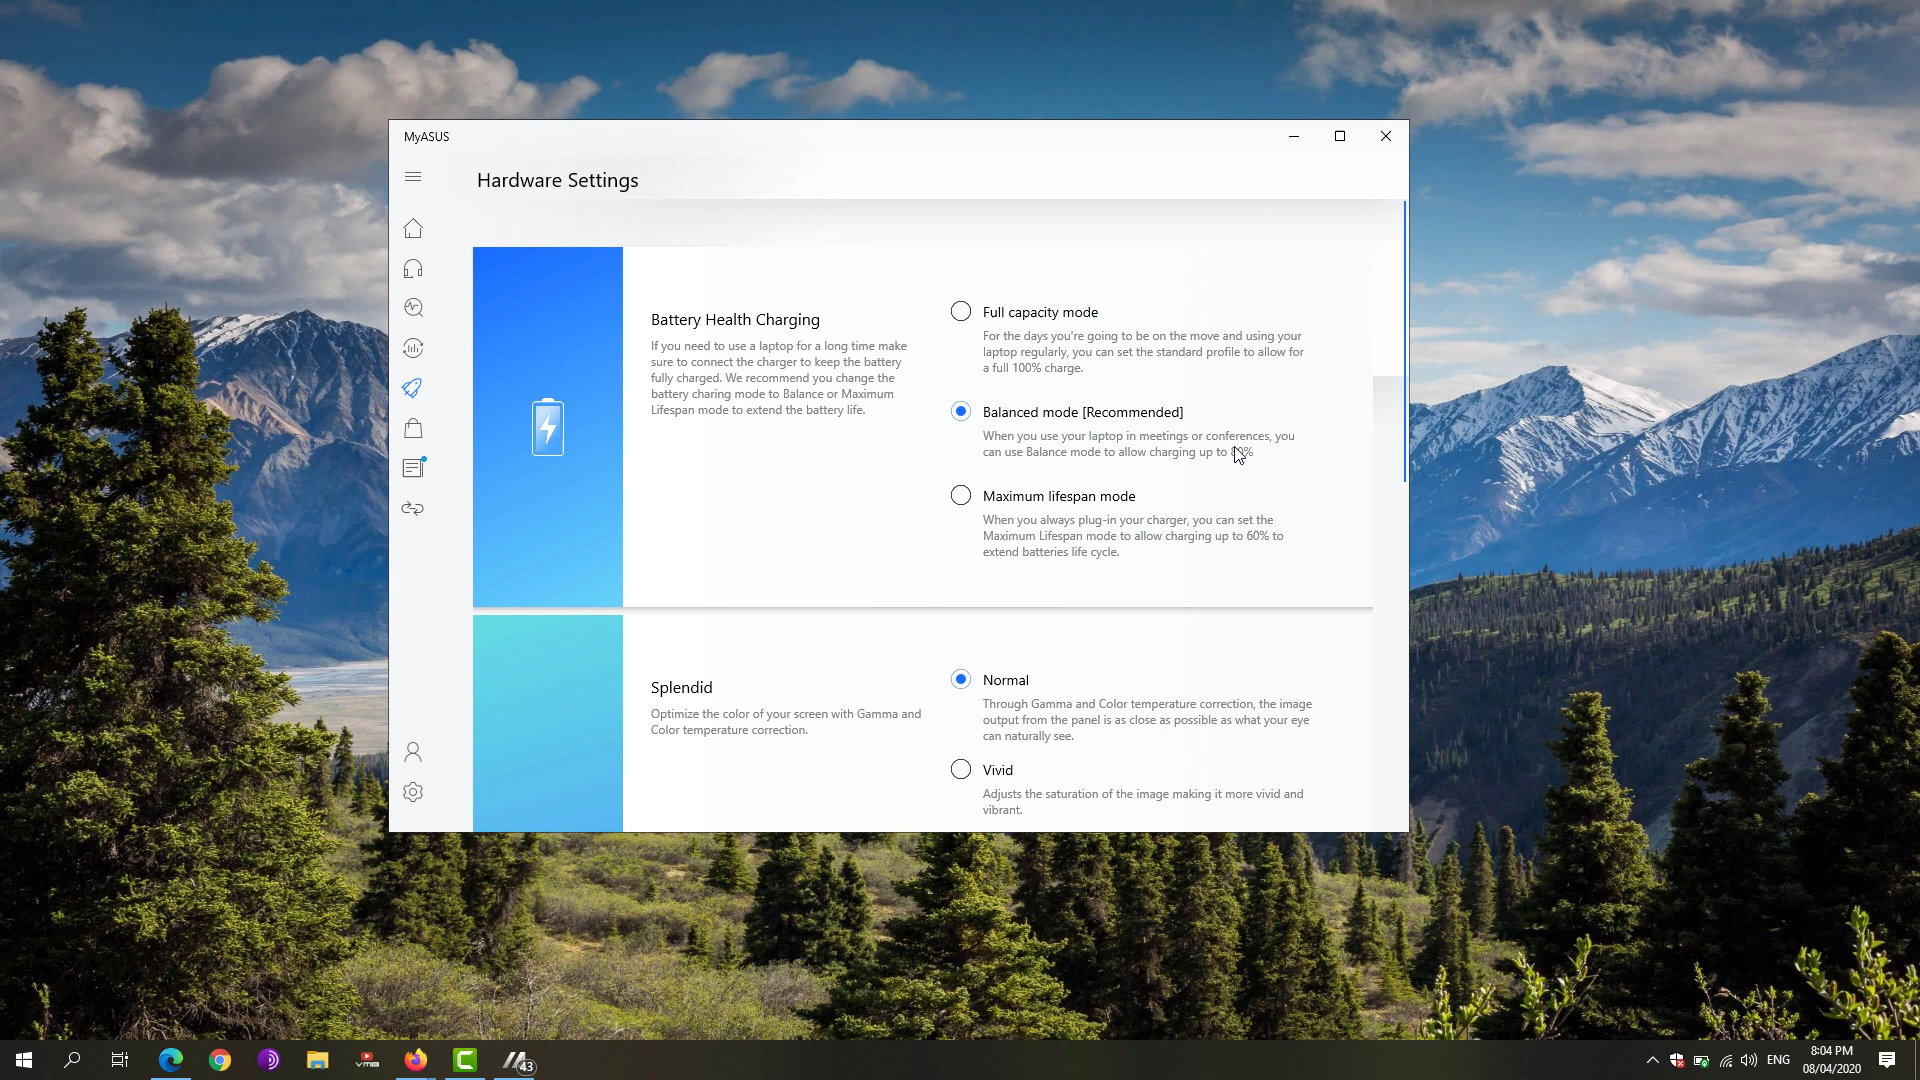 MyASUS
Hardware Settings
Battery Health Charging
If you need to use a laptop for a long time make
sure to connect the charger to keep the battery
fully charged. We recommend you change the
battery charing mode to Balance or Maximum
Lifespan mode to extend the battery life.
Full capacity mode
For the days you're going to be on the move and using your
laptop regularly, you can set the standard profile to allow for
a full 100% charge.
Balanced mode [Recommended]
When you use your laptop in meetings or conferences, you
can use Balance mode to allow charging up to
Maximum lifespan mode
When you always plug-in your charger, you can set the
Maximum Lifespan mode to allow charging up to 60% to
extend batteries life cycle.
Splendid
Optimize the color of your screen with Gamma and
Color temperature correction.
Normal
Through Gamma and Color temperature correction, the image
output from the panel is as close as possible as what your eye
can naturally see.
Vivid
Adjusts the saturation of the image making it more vivid and
vibrant.
43
ENG
8:04 PM
08/04/2020